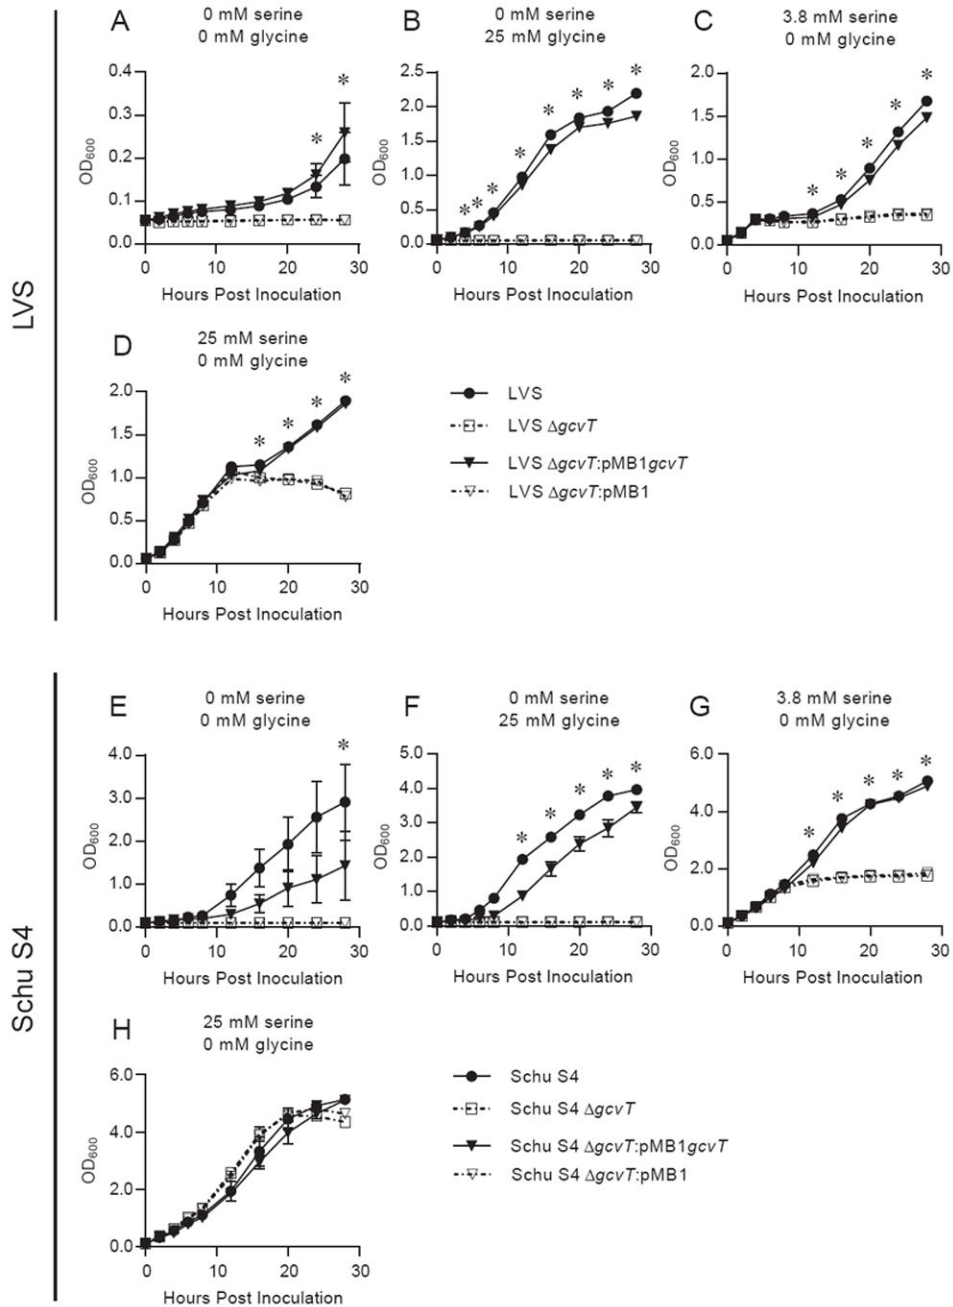 LVS
A
0 mM serine
0 mM glycine
0.4
0.3
0.2
0.1
0.0
OD600
*
*
0
10
20
30
Hours Post Inoculation
B
0 mM serine
25 mM glycine
2.5
2.0
1.5
1.0
0.5
0.0
OD600
* * * * * * * *
0
10
20
30
Hours Post Inoculation
C
3.8 mM serine
0 mM glycine
2.0
1.5
1.0
0.5
0.0
OD600
* * * * *
0
10
20
30
Hours Post Inoculation
D
25 mM serine
0 mM glycine
2.0
1.5
1.0
0.5
0.0
OD600
* * * *
0
10
20
30
Hours Post Inoculation
LVS
LVS ΔgcvT
LVS ΔgcvT:pMB1gcvT
LVS ΔgcvT:pMB1
Schu S4
E
0 mM serine
0 mM glycine
4.0
3.0
2.0
1.0
0.0
OD600
*
0
10
20
30
Hours Post Inoculation
F
0 mM serine
25 mM glycine
5.0
4.0
3.0
2.0
1.0
0.0
OD600
* * * * *
0
10
20
30
Hours Post Inoculation
G
3.8 mM serine
0 mM glycine
6.0
4.0
2.0
0.0
OD600
* * * * *
0
10
20
30
Hours Post Inoculation
H
25 mM serine
0 mM glycine
6.0
4.0
2.0
0.0
OD600
0
10
20
30
Hours Post Inoculation
Schu S4
Schu S4 ΔgcvT
Schu S4 ΔgcvT:pMB1gcvT
Schu S4 ΔgcvT:pMB1